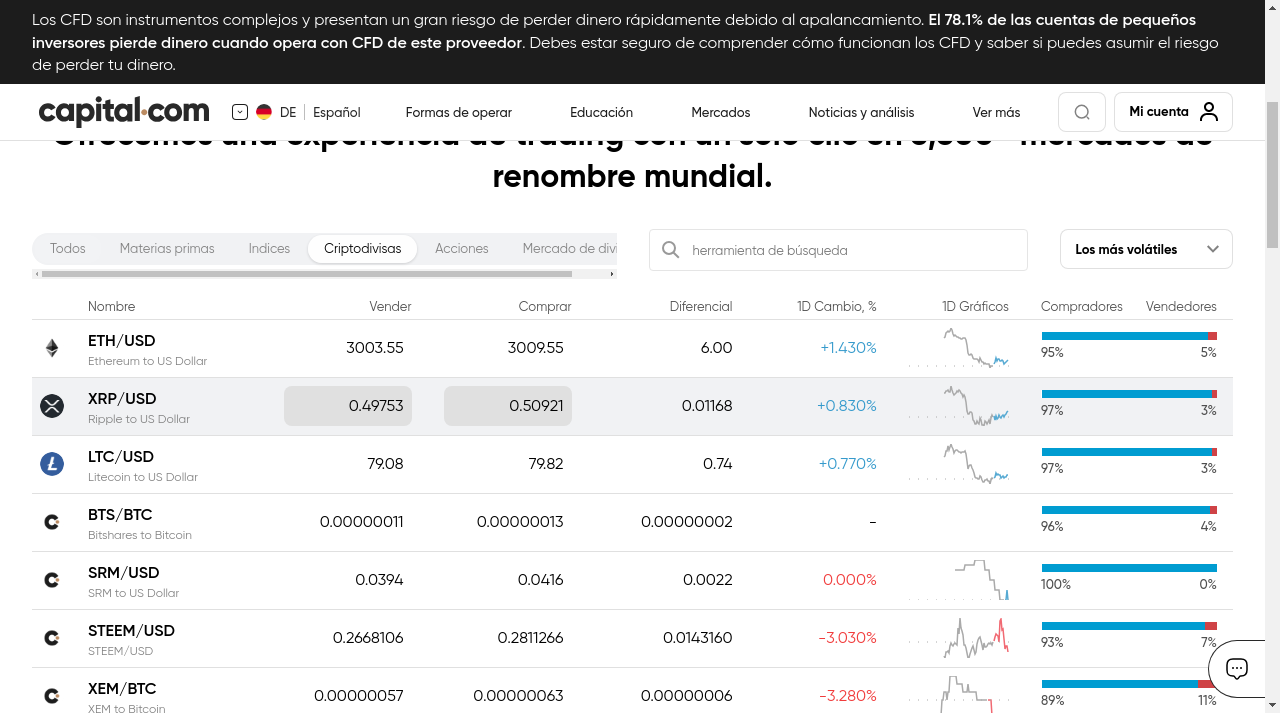 Los CFD son instrumentos complejos y presentan un gran riesgo de perder dinero rápidamente debido al apalancamiento. El 78.1% de las cuentas de pequeños
inversores pierde dinero cuando opera con CFD de este proveedor. Debes estar seguro de comprender cómo funcionan los CFD y saber si puedes asumir el riesgo
de perder tu dinero.
capital.com DE Español Formas de operar Educación Mercados Noticias y análisis Ver más Mi cuenta
renombre mundial.
Todos Materias primas Indices Criptodivisas Acciones Mercado de divi
herramienta de búsqueda
Los más volátiles
Nombre Vender Comprar Diferencial 1D Cambio, % 1D Gráficos Compradores Vendedores
ETH/USD 3003.55 3009.55 6.00 +1.430%
Ethereum to US Dollar 95% 5%
XRP/USD 0.49753 0.50921 0.01168 +0.830%
Ripple to US Dollar 97% 3%
LTC/USD 79.08 79.82 0.74 +0.770%
Litecoin to US Dollar 97% 3%
BTS/BTC 0.00000011 0.00000013 0.00000002 -
Bitshares to Bitcoin 96% 4%
SRM/USD 0.0394 0.0416 0.0022 0.000%
SRM to US Dollar 100% 0%
STEEM/USD 0.2668106 0.2811266 0.0143160 -3.030%
STEEM/USD 93% 7%
XEM/BTC 0.00000057 0.00000063 0.00000006 -3.280%
XEM to Bitcoin 89% 11%